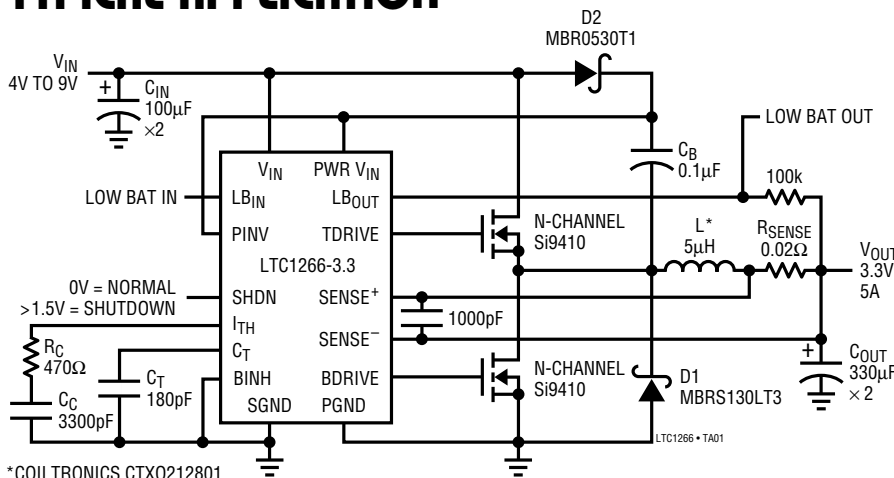 TYPICAL APPLICATION
D2
MBR0530T1
VIN
4V TO 9V
+
CIN
100µF
×2
LOW BAT OUT
CB
0.1µF
100k
VIN
PWR VIN
LOW BAT IN
LBIN
LBOUT
PINV
TDRIVE
N-CHANNEL
Si9410
L*
5µH
RSENSE
0.02Ω
VOUT
3.3V
5A
LTC1266-3.3
0V = NORMAL
>1.5V = SHUTDOWN
SHDN
SENSE+
1000pF
ITH
SENSE−
RC
470Ω
CT
CT
180pF
BINH
BDRIVE
N-CHANNEL
Si9410
D1
MBRS130LT3
+
COUT
330µF
× 2
CC
3300pF
SGND
PGND
LTC1266 • TA01
*COILTRONICS CTX0212801